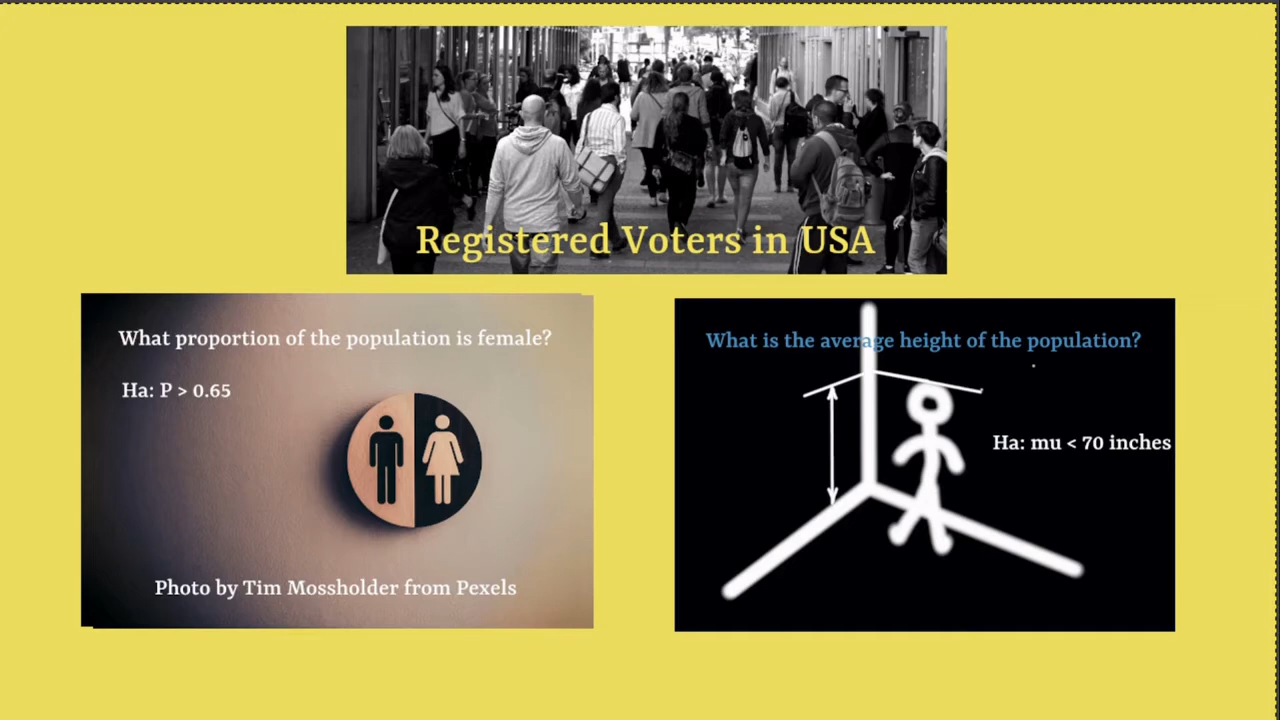 Registered Voters in USA
What proportion of the population is female?
Ha: P > 0.65
Photo by Tim Mossholder from Pexels
What is the average height of the population?
Ha: mu < 70 inches